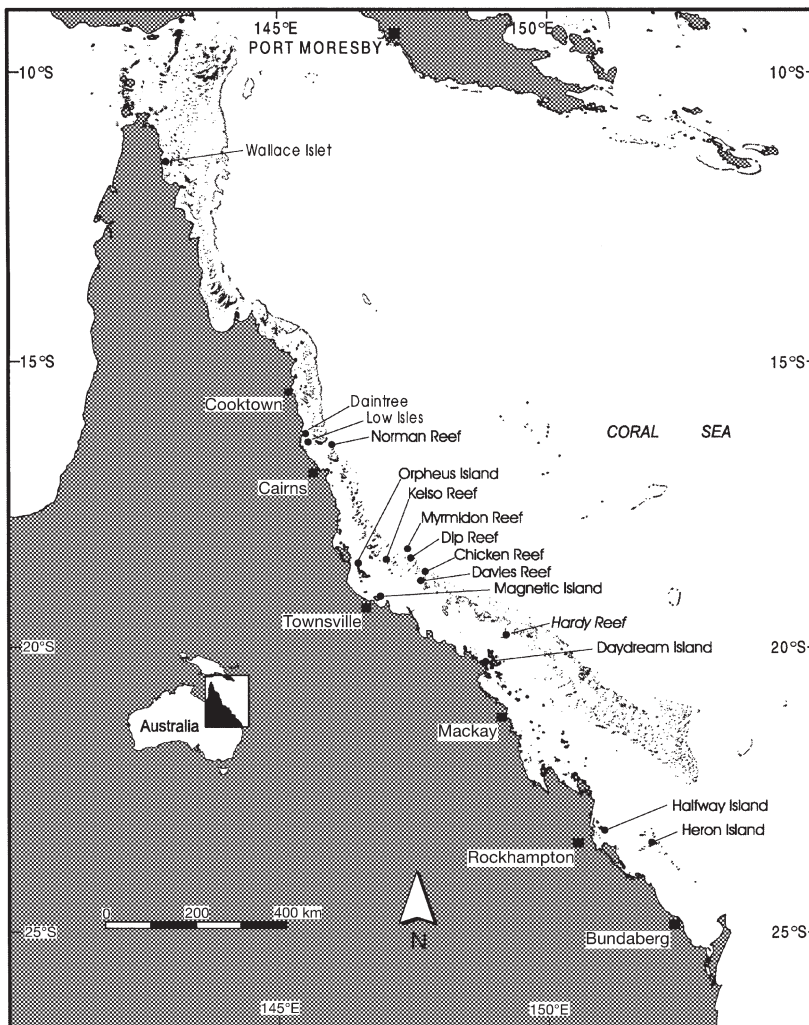 145°E
150°E
PORT MORESBY
10°S
10°S
Wallace Islet
15°S
15°S
Cooktown
Daintree
Low Isles
Norman Reef
CORAL SEA
Cairns
Orpheus Island
Kelso Reef
Myrmidon Reef
Dip Reef
Chicken Reef
Davies Reef
Magnetic Island
Townsville
Hardy Reef
20°S
20°S
Daydream Island
Australia
Mackay
Halfway Island
Heron Island
Rockhampton
0 200 400 km
N
25°S
25°S
Bundaberg
145°E
150°E